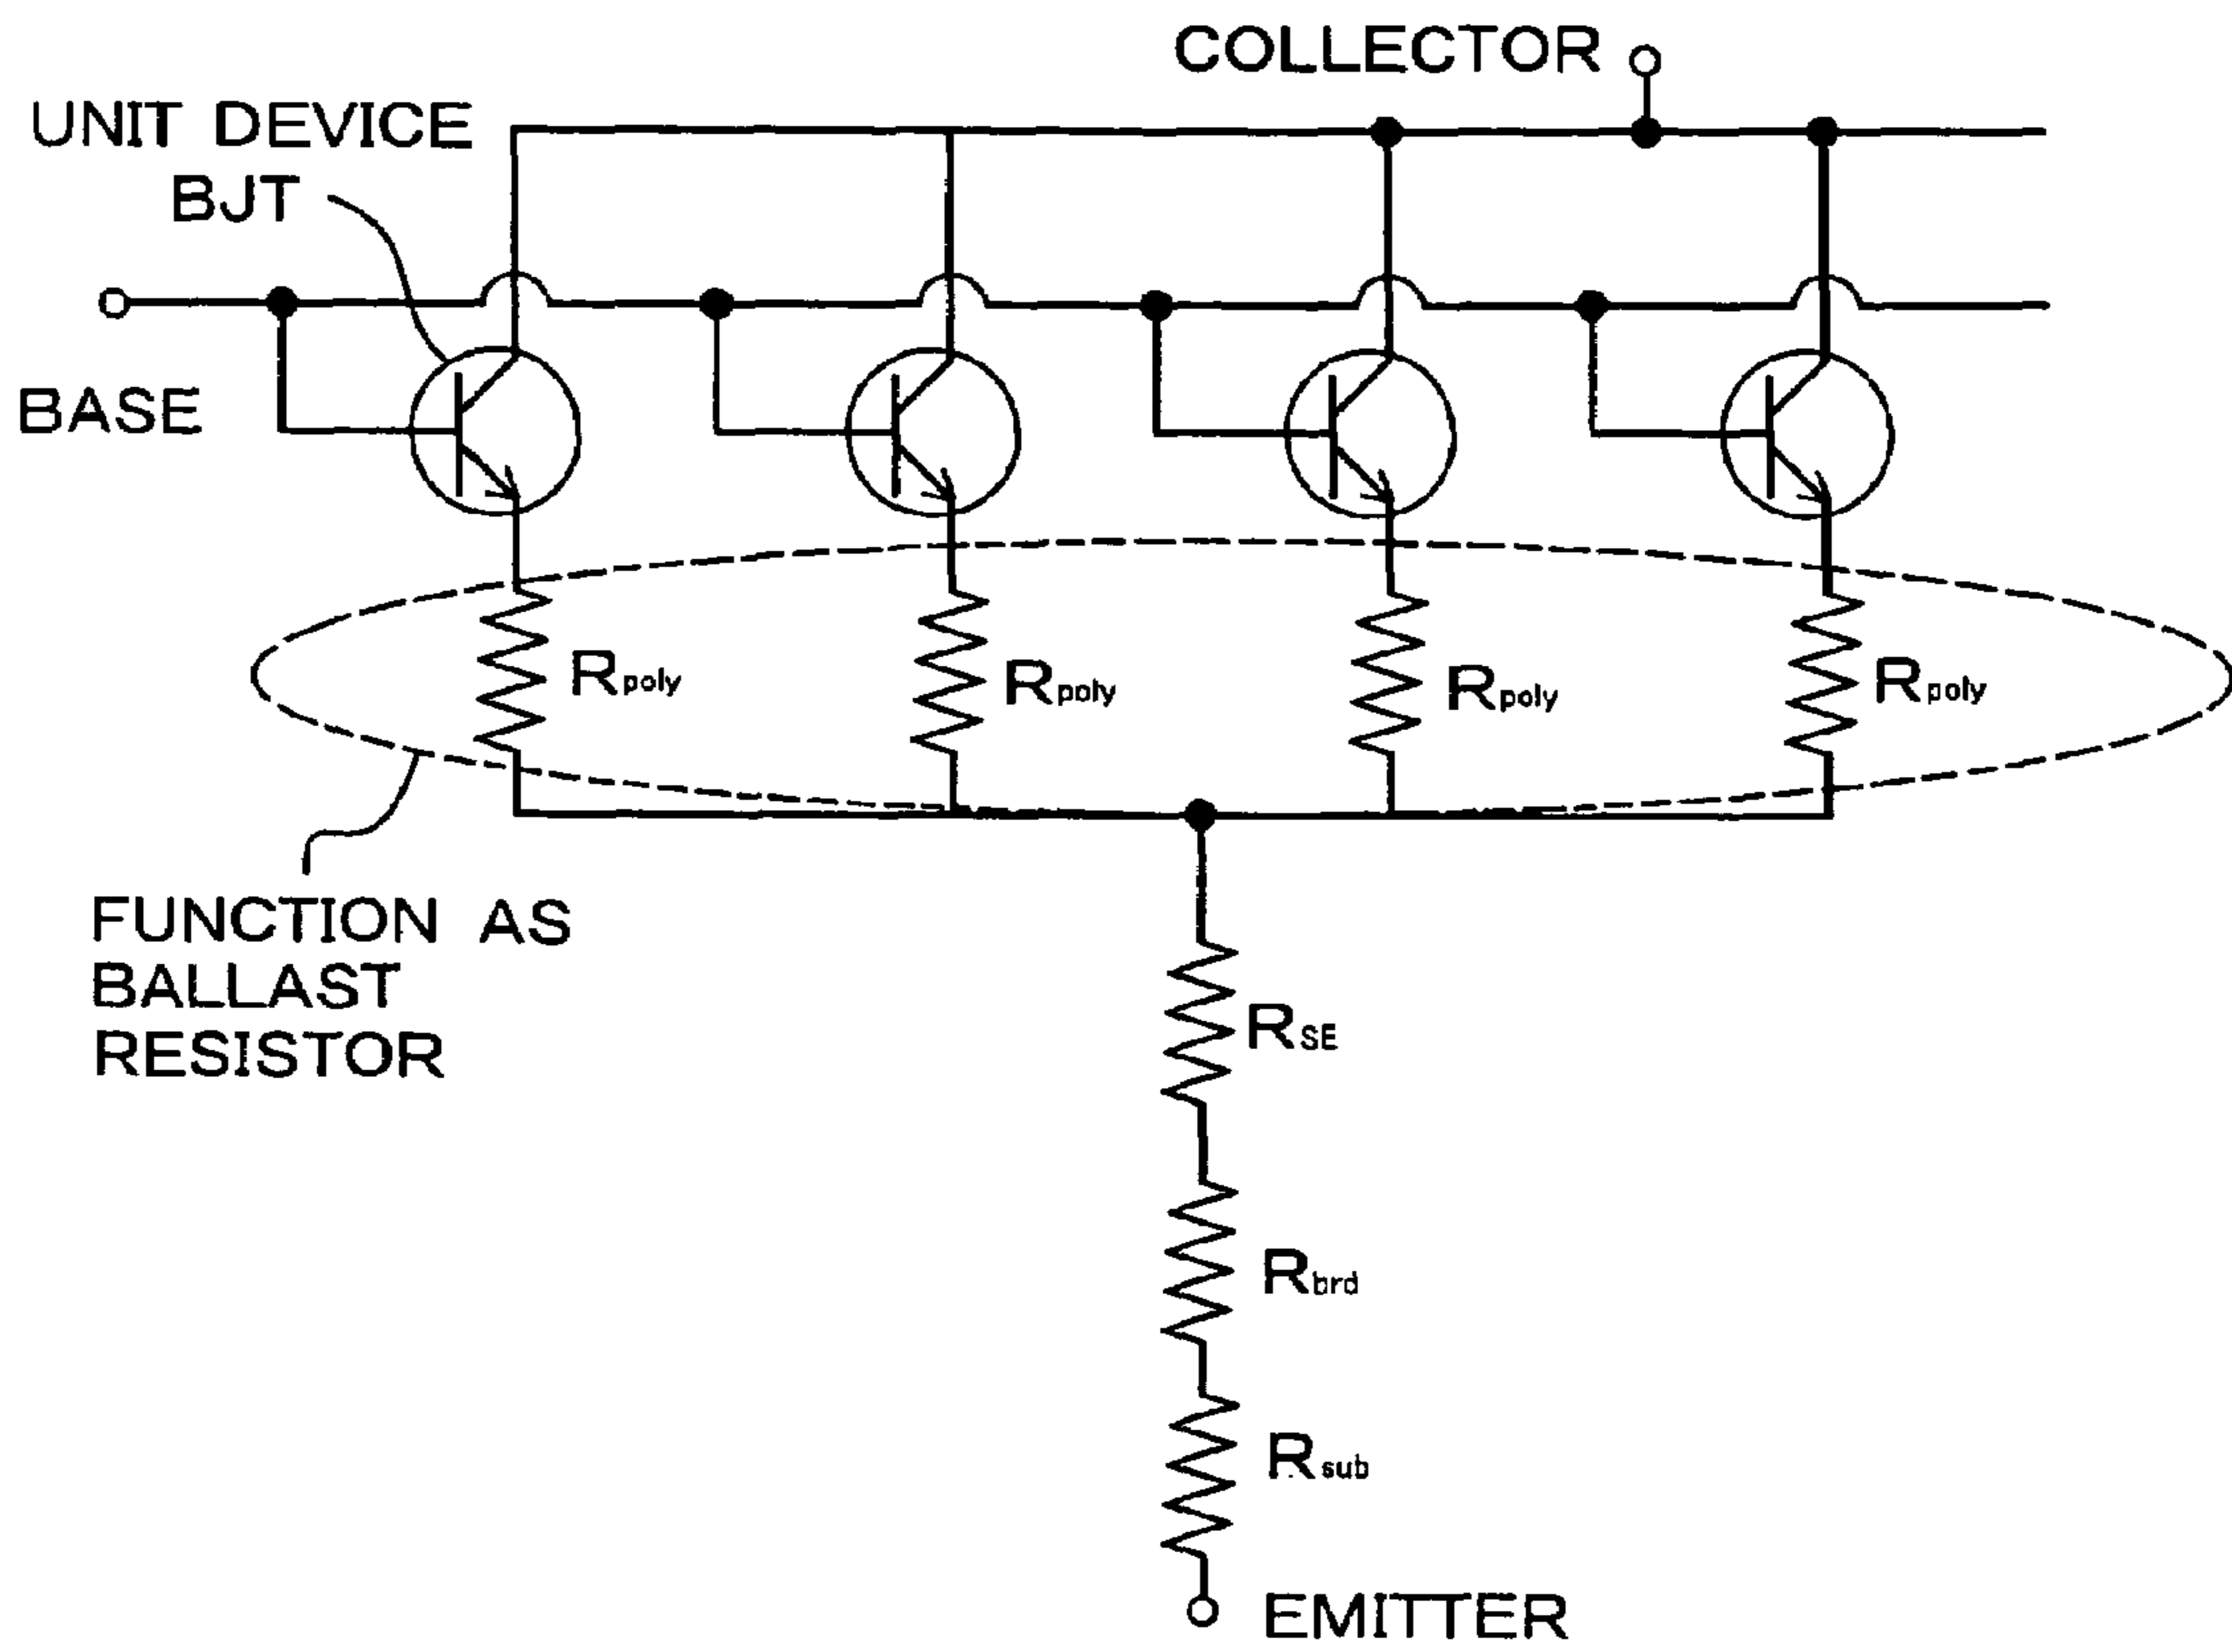 COLLECTOR
UNIT DEVICE
BJT
BASE
Rpoly
Rpoly
Rpoly
Rpoly
FUNCTION AS
BALLAST
RESISTOR
RSE
Rbrd
Rsub
EMITTER